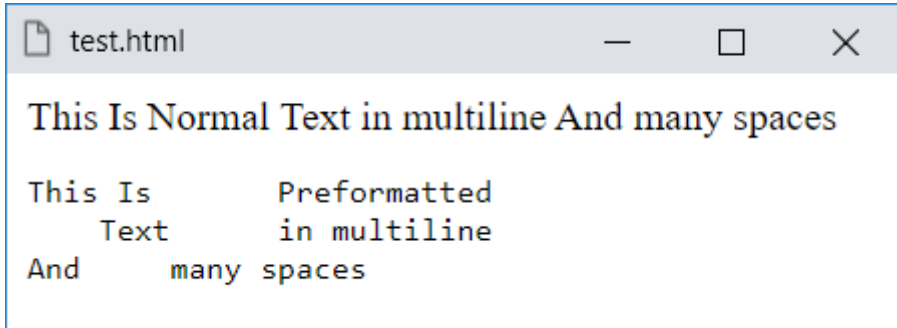 test.html
This Is Normal Text in multiline And many spaces
This Is       Preformatted
    Text      in multiline
And     many spaces